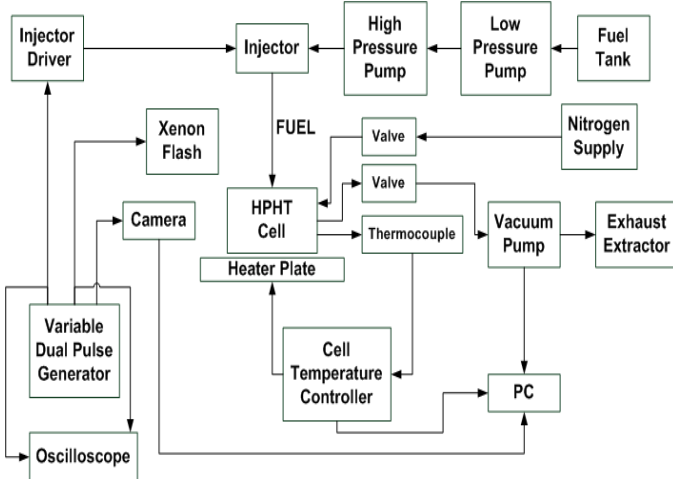 Injector
Driver
Injector
High
Pressure
Pump
Low
Pressure
Pump
Fuel
Tank
Xenon
Flash
FUEL
Valve
Nitrogen
Supply
Valve
Camera
HPHT
Cell
Thermocouple
Vacuum
Pump
Exhaust
Extractor
Heater Plate
Variable
Dual Pulse
Generator
Cell
Temperature
Controller
PC
Oscilloscope